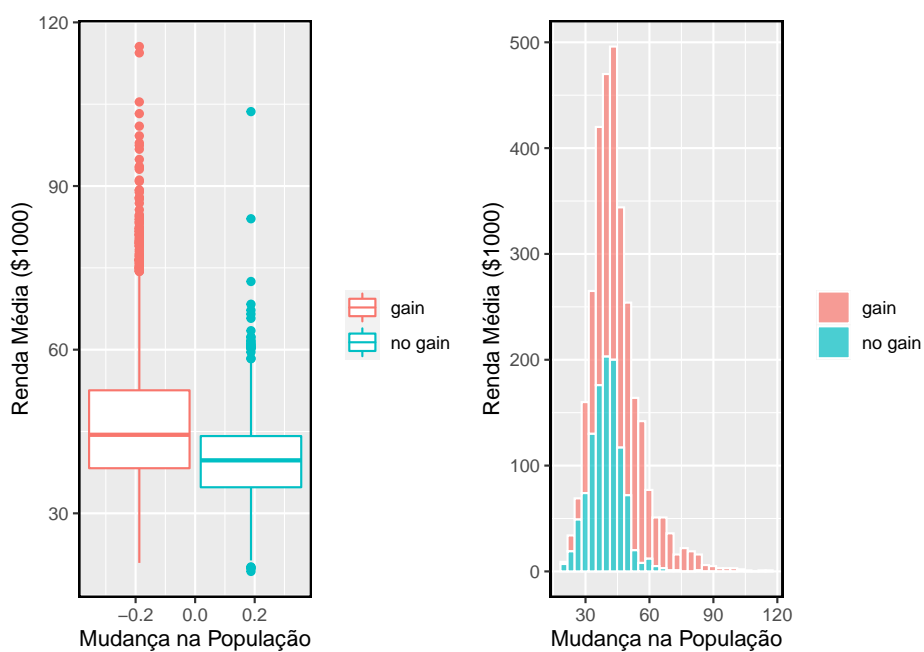 120
90
60
30
Renda Média ($1000)
−0.2
0.0
0.2
Mudança na População
gain
no gain
500
400
300
200
100
0
Renda Média ($1000)
30
60
90
120
Mudança na População
gain
no gain